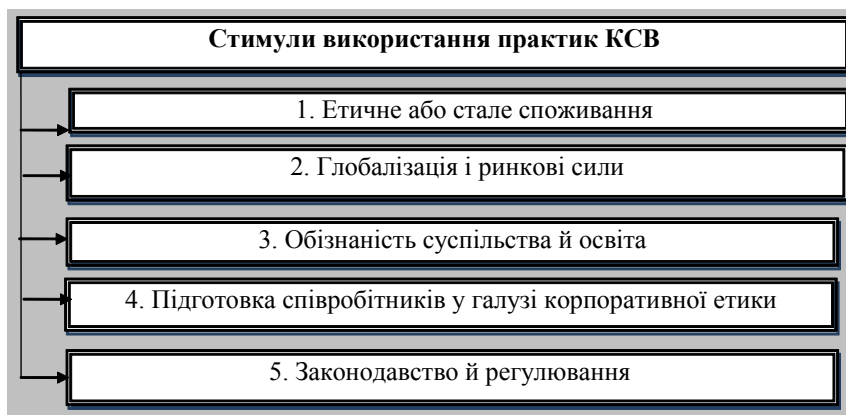 Стимули використання практик КСВ
1. Етичне або стале споживання
2. Глобалізація і ринкові сили
3. Обізнаність суспільства й освіта
4. Підготовка співробітників у галузі корпоративної етики
5. Законодавство й регулювання